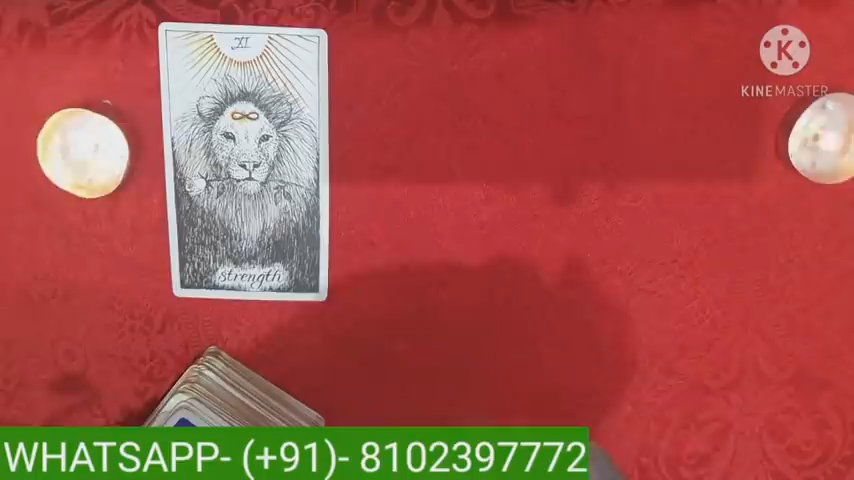 XI
K
KINEMASTER
strength
WHATSAPP- (+91)- 8102397772